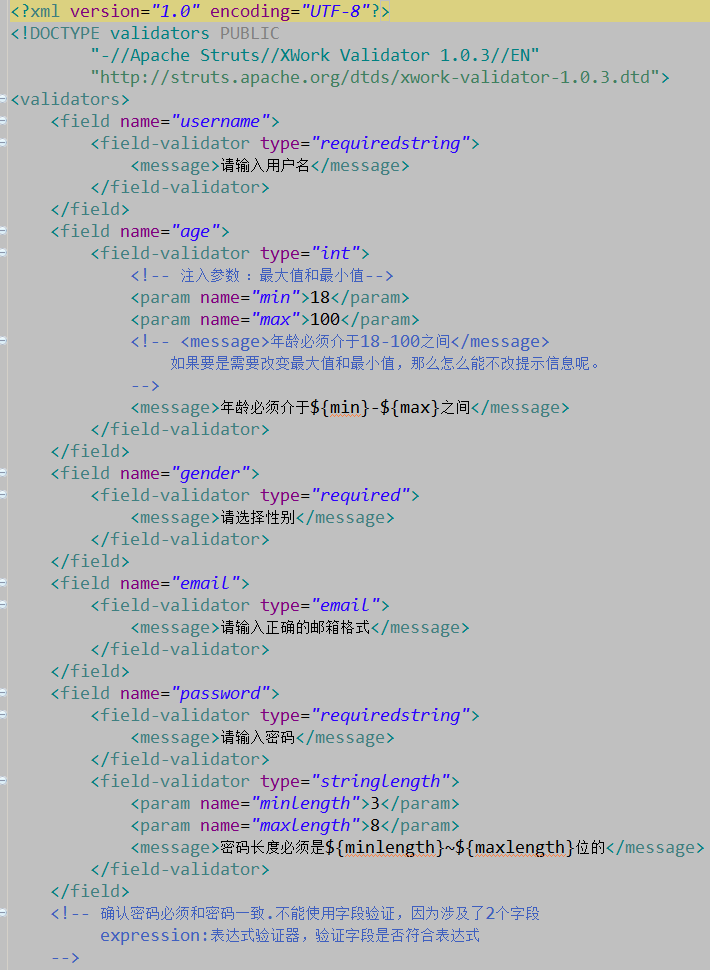 <?xml version="1.0" encoding="UTF-8"?>
<!DOCTYPE validators PUBLIC
"-//Apache Struts//XWork Validator 1.0.3//EN"
"http://struts.apache.org/dtds/xwork-validator-1.0.3.dtd">
<validators>
<field name="username">
<field-validator type="requiredstring">
<message>请输入用户名</message>
</field-validator>
</field>
<field name="age">
<field-validator type="int">
<!-- 注入参数：最大值和最小值-->
<param name="min">18</param>
<param name="max">100</param>
<!-- <message>年龄必须介于18-100之间</message>
如果要是需要改变最大值和最小值，那么怎么能不改提示信息呢。
-->
<message>年龄必须介于${min}-${max}之间</message>
</field-validator>
</field>
<field name="gender">
<field-validator type="required">
<message>请选择性别</message>
</field-validator>
</field>
<field name="email">
<field-validator type="email">
<message>请输入正确的邮箱格式</message>
</field-validator>
</field>
<field name="password">
<field-validator type="requiredstring">
<message>请输入密码</message>
</field-validator>
<field-validator type="stringlength">
<param name="minlength">3</param>
<param name="maxlength">8</param>
<message>密码长度必须是${minlength}~${maxlength}位的</message>
</field-validator>
</field>
<!-- 确认密码必须和密码一致.不能使用字段验证，因为涉及了2个字段
expression:表达式验证器，验证字段是否符合表达式
-->